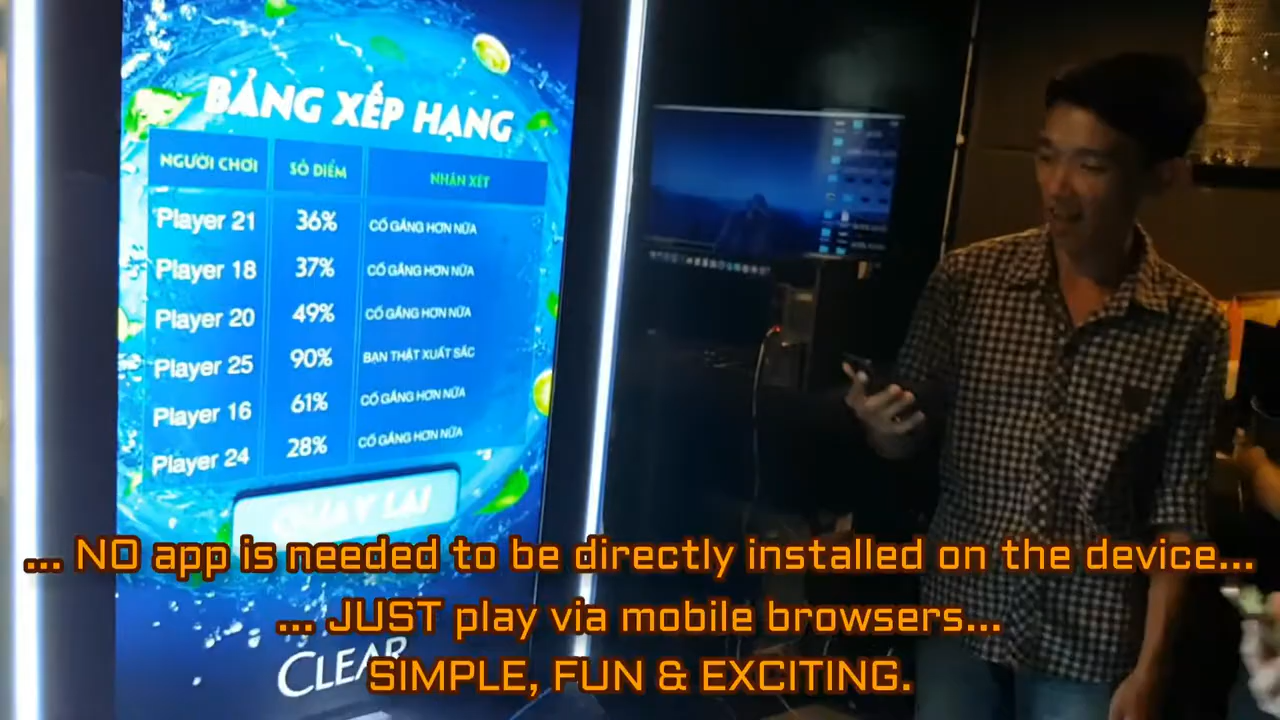 BẢNG XẾP HẠNG
NGƯỜI CHƠI SỐ ĐIỂM NHẬN XÉT
Player 21 36% CỐ GẮNG HƠN NỮA
Player 18 37% CỐ GẮNG HƠN NỮA
Player 20 49% CỐ GẮNG HƠN NỮA
Player 25 90% BẠN THẬT XUẤT SẮC
Player 16 61% CỐ GẮNG HƠN NỮA
Player 24 28% CỐ GẮNG HƠN NỮA
QUAY LẠI
... NO app is needed to be directly installed on the device...
... JUST play via mobile browsers...
CLEAR
SIMPLE, FUN & EXCITING.